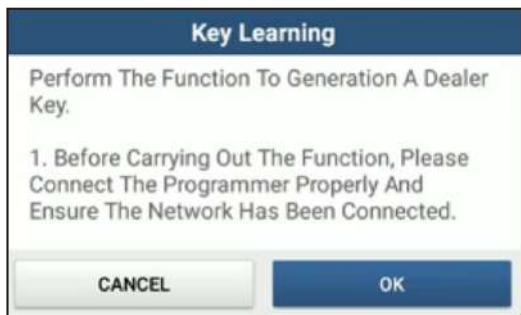 Key Learning
Perform The Function To Generation A Dealer
Key.
1. Before Carrying Out The Function, Please
Connect The Programmer Properly And
Ensure The Network Has Been Connected.
CANCEL
OK